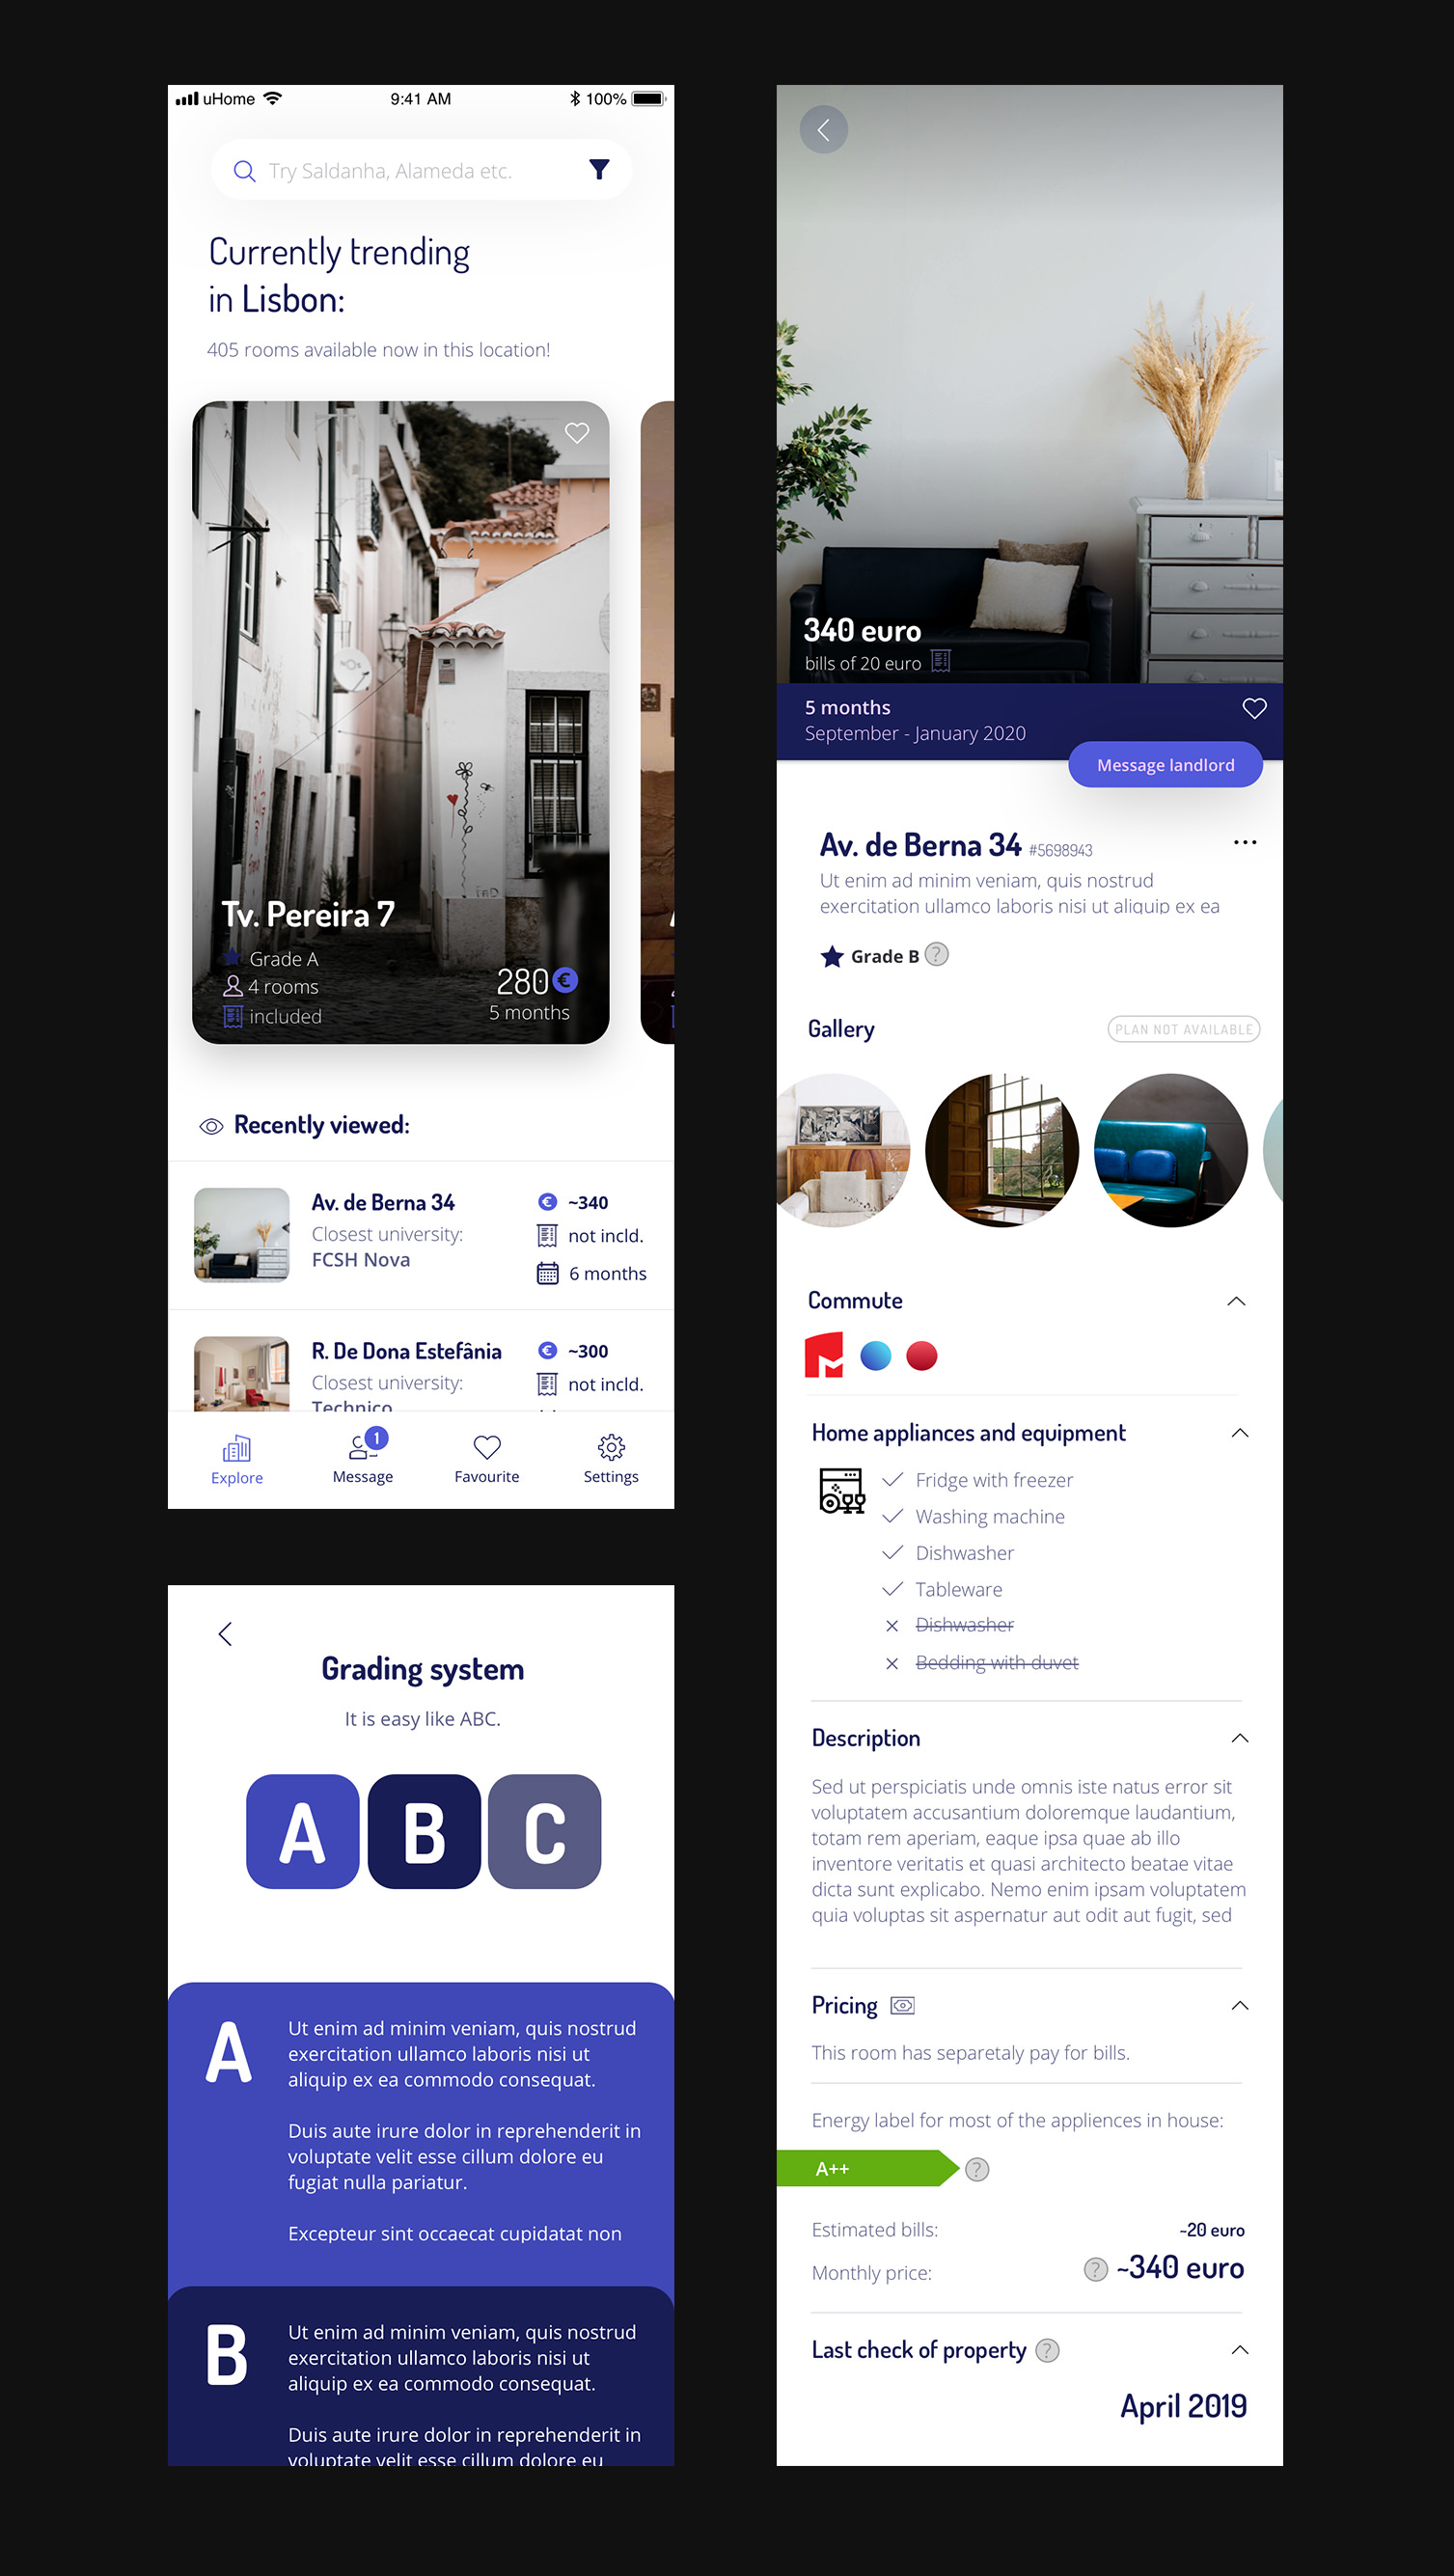 uHome
9:41 AM
100%
Try Saldanha, Alameda etc.
Currently trending
in Lisbon:
405 rooms available now in this location!
Tv. Pereira 7
Grade A
4 rooms
included
280 €
5 months
Recently viewed:
Av. de Berna 34
Closest university:
FCSH Nova
€ ~340
not incld.
6 months
R. De Dona Estefânia
Closest university:
Technico
€ ~300
not incld.
Explore
1
Message
Favourite
Settings
Grading system
It is easy like ABC.
A B C
A
Ut enim ad minim veniam, quis nostrud
exercitation ullamco laboris nisi ut
aliquip ex ea commodo consequat.
Duis aute irure dolor in reprehenderit in
voluptate velit esse cillum dolore eu
fugiat nulla pariatur.
Excepteur sint occaecat cupidatat non
B
Ut enim ad minim veniam, quis nostrud
exercitation ullamco laboris nisi ut
aliquip ex ea commodo consequat.
Duis aute irure dolor in reprehenderit in
voluptate velit esse cillum dolore eu
340 euro
bills of 20 euro
5 months
September - January 2020
Message landlord
Av. de Berna 34 #5698943
Ut enim ad minim veniam, quis nostrud
exercitation ullamco laboris nisi ut aliquip ex ea
Grade B ?
Gallery
PLAN NOT AVAILABLE
Commute
Home appliances and equipment
Fridge with freezer
Washing machine
Dishwasher
Tableware
Dishwasher
Bedding with duvet
Description
Sed ut perspiciatis unde omnis iste natus error sit
voluptatem accusantium doloremque laudantium,
totam rem aperiam, eaque ipsa quae ab illo
inventore veritatis et quasi architecto beatae vitae
dicta sunt explicabo. Nemo enim ipsam voluptatem
quia voluptas sit aspernatur aut odit aut fugit, sed
Pricing
This room has separetaly pay for bills.
Energy label for most of the appliences in house:
A++ ?
Estimated bills: ~20 euro
Monthly price: ? ~340 euro
Last check of property ?
April 2019